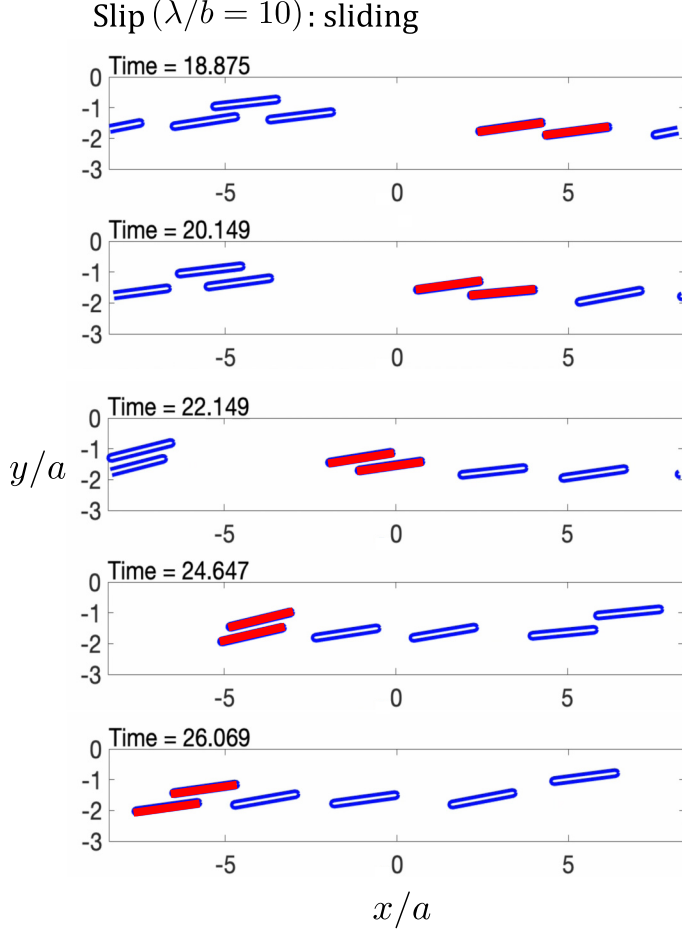 Slip (λ/b = 10): sliding
Time = 18.875
0
-1
-2
-3
-5 0 5
Time = 20.149
0
-1
-2
-3
-5 0 5
Time = 22.149
0
-1
y/a
-2
-3
-5 0 5
Time = 24.647
0
-1
-2
-3
-5 0 5
Time = 26.069
0
-1
-2
-3
-5 0 5
x/a